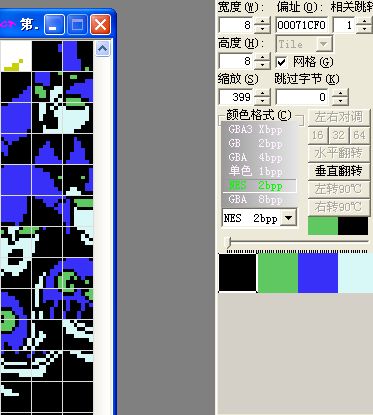 第.
宽度(W): 偏址(U): 相关跳转
8 00071CF0 1
高度(H): Tile
8 网格(G)
缩放(S) 跳过字节(K)
399 0
颜色格式(C)
GBA3 Xbpp
GB 2bpp
GBA 4bpp
单色 1bpp
NES 2bpp
GBA 8bpp
NES 2bpp
左右对调
16 32 64
水平翻转
垂直翻转
左转90℃
右转90℃